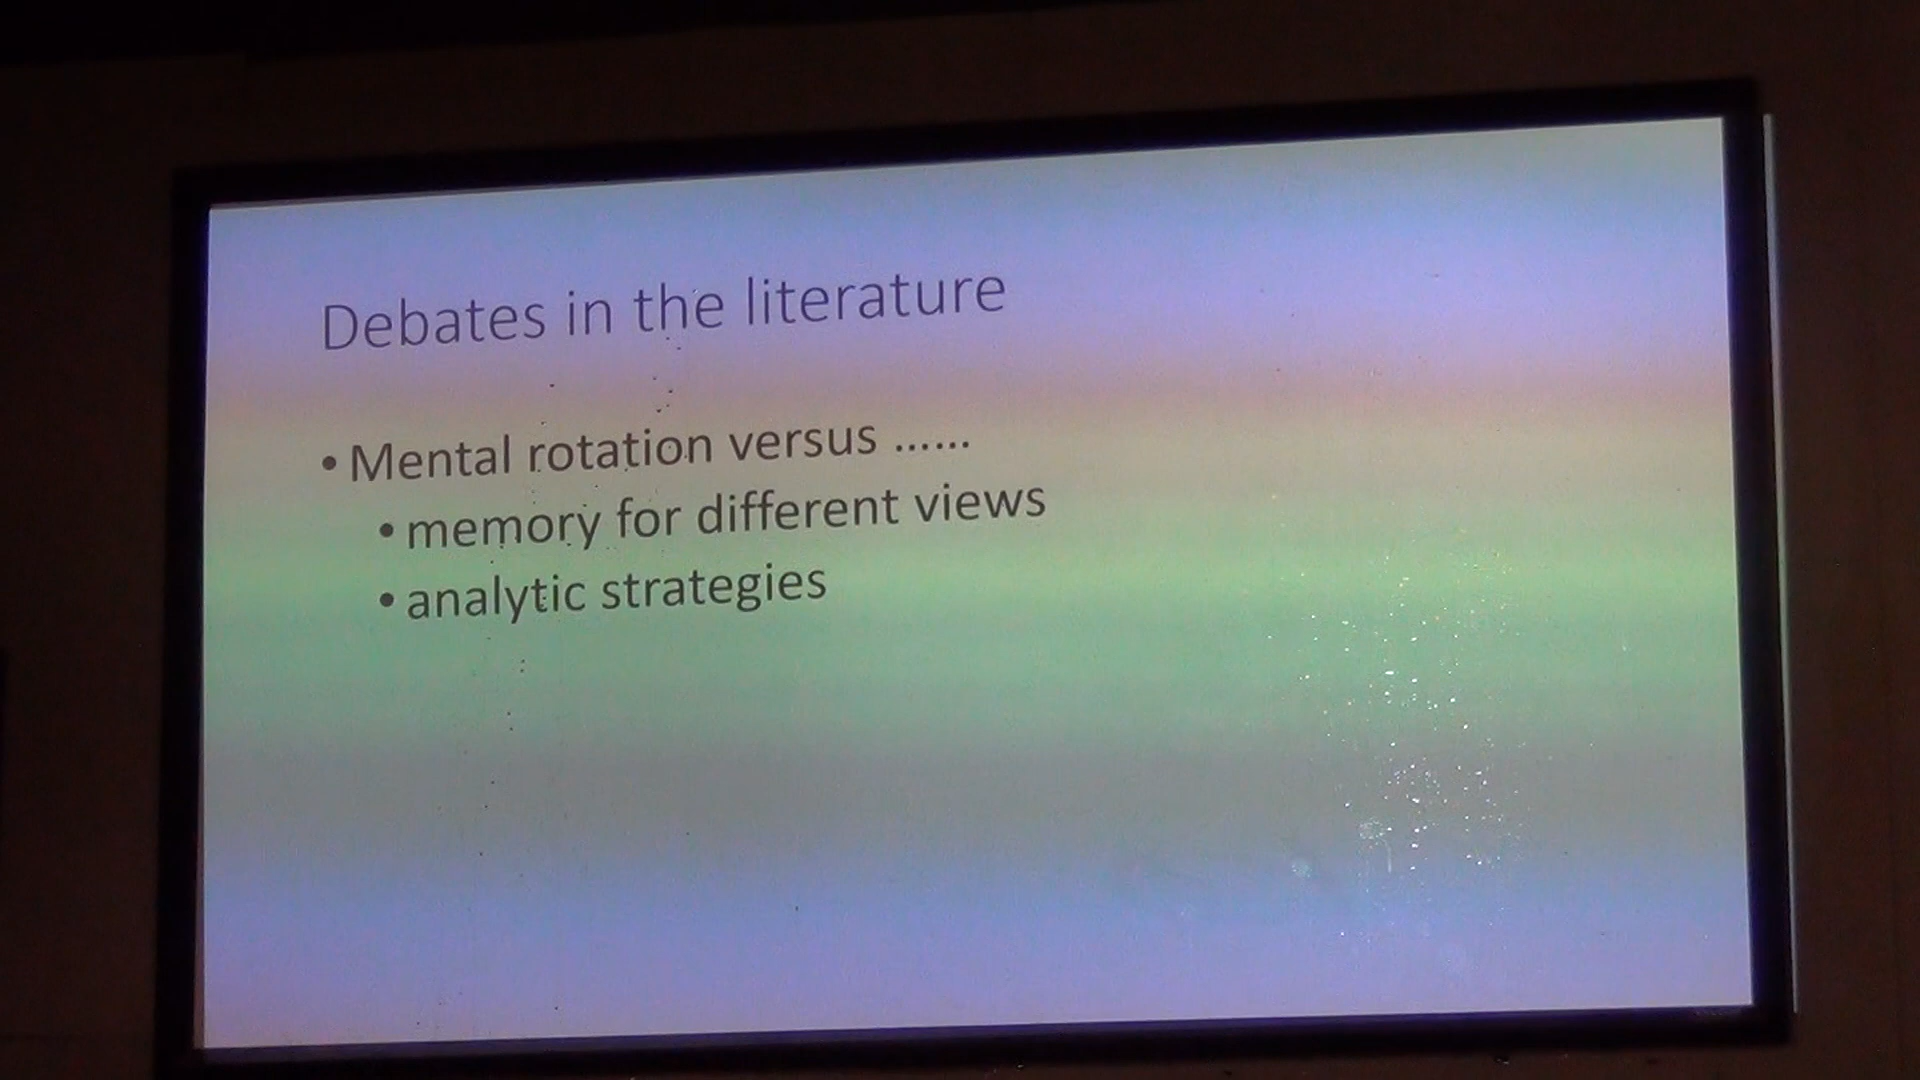 Debates in the literature
• Mental rotation versus ......
• memory for different views
• analytic strategies